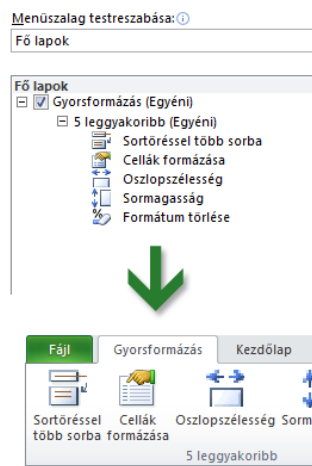 Menüszalag testreszabása:
Fő lapok
Fő lapok
Gyorsformázás (Egyéni)
5 leggyakoribb (Egyéni)
Sortöréssel több sorba
Cellák formázása
Oszlopszélesség
Sormagasság
Formátum törlése
Fájl Gyorsformázás Kezdőlap
Sortöréssel Cellák Oszlopszélesség Sorm
több sorba formázása
5 leggyakoribb